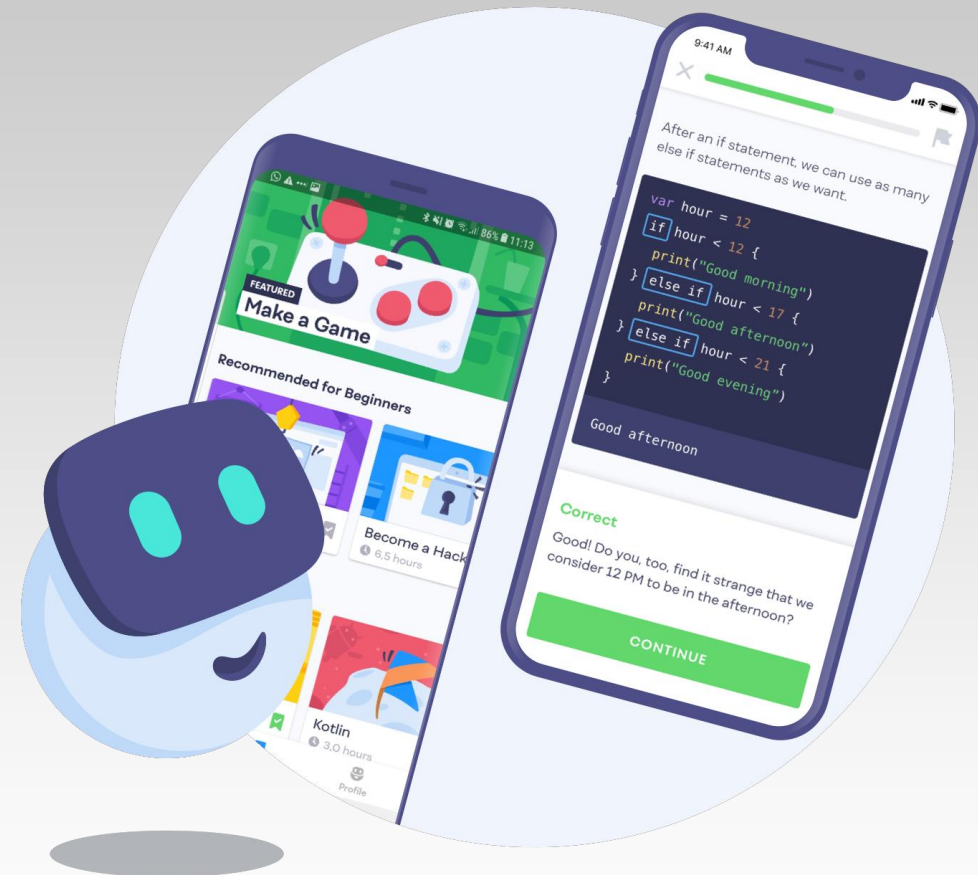 86% 11:13
FEATURED
Make a Game
Recommended for Beginners
Become a Hack
6,5 hours
Kotlin
3,0 hours
Profile
9:41 AM
After an if statement, we can use as many
else if statements as we want.
var hour = 12
if hour < 12 {
print("Good morning")
} else if hour < 17 {
print("Good afternoon")
} else if hour < 21 {
print("Good evening")
}
Good afternoon
Correct
Good! Do you, too, find it strange that we
consider 12 PM to be in the afternoon?
CONTINUE